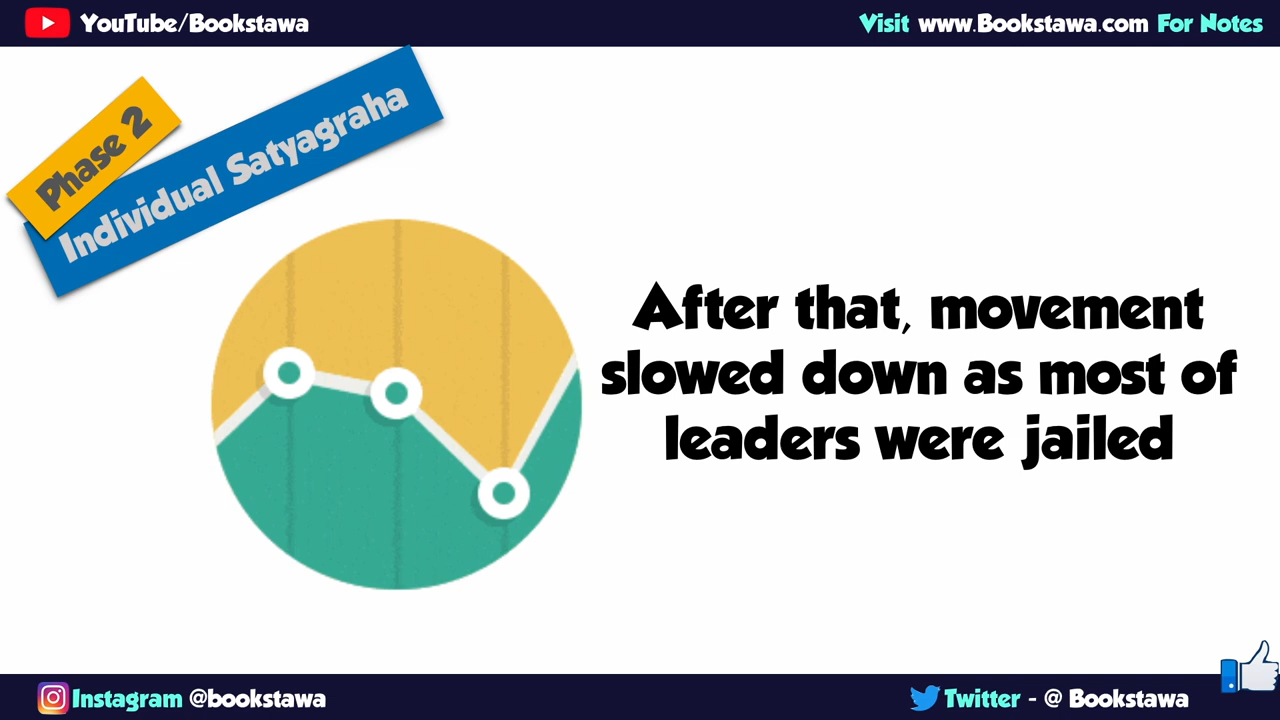 YouTube/Bookstawa
Visit www.Bookstawa.com For Notes
Phase 2
Individual Satyagraha
After that, movement
slowed down as most of
leaders were jailed
Instagram @bookstawa
Twitter - @ Bookstawa